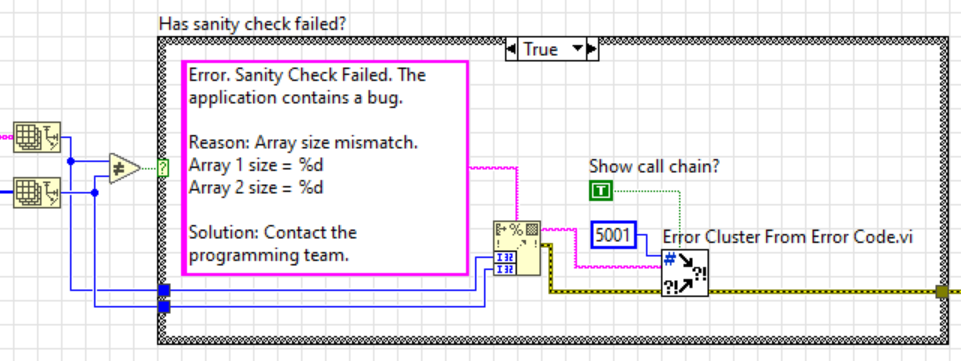 Has sanity check failed?
True
Error. Sanity Check Failed. The
application contains a bug.
Reason: Array size mismatch.
Array 1 size = %d
Array 2 size = %d
Solution: Contact the
programming team.
Show call chain?
T
5001
Error Cluster From Error Code.vi
I32
I32